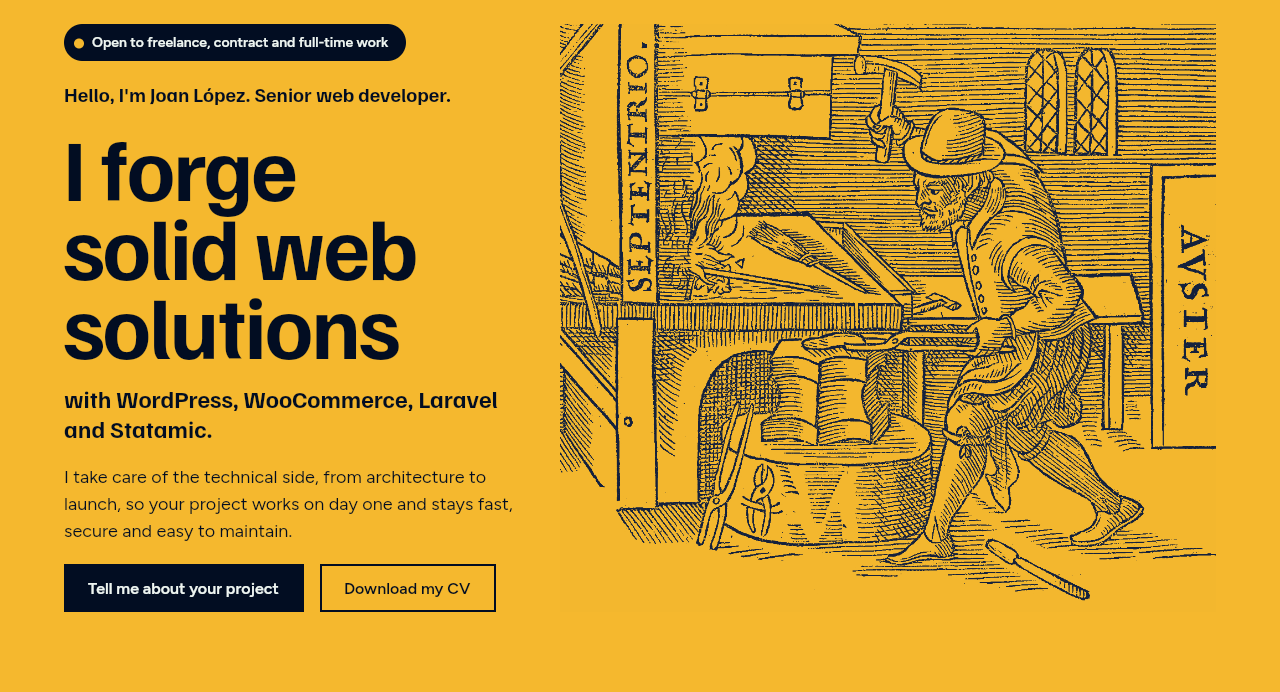 Open to freelance, contract and full-time work
Hello, I'm Joan López. Senior web developer.
I forge
solid web
solutions
with WordPress, WooCommerce, Laravel
and Statamic.
I take care of the technical side, from architecture to
launch, so your project works on day one and stays fast,
secure and easy to maintain.
Tell me about your project
Download my CV
SEPTENTRIO.
AVSTER